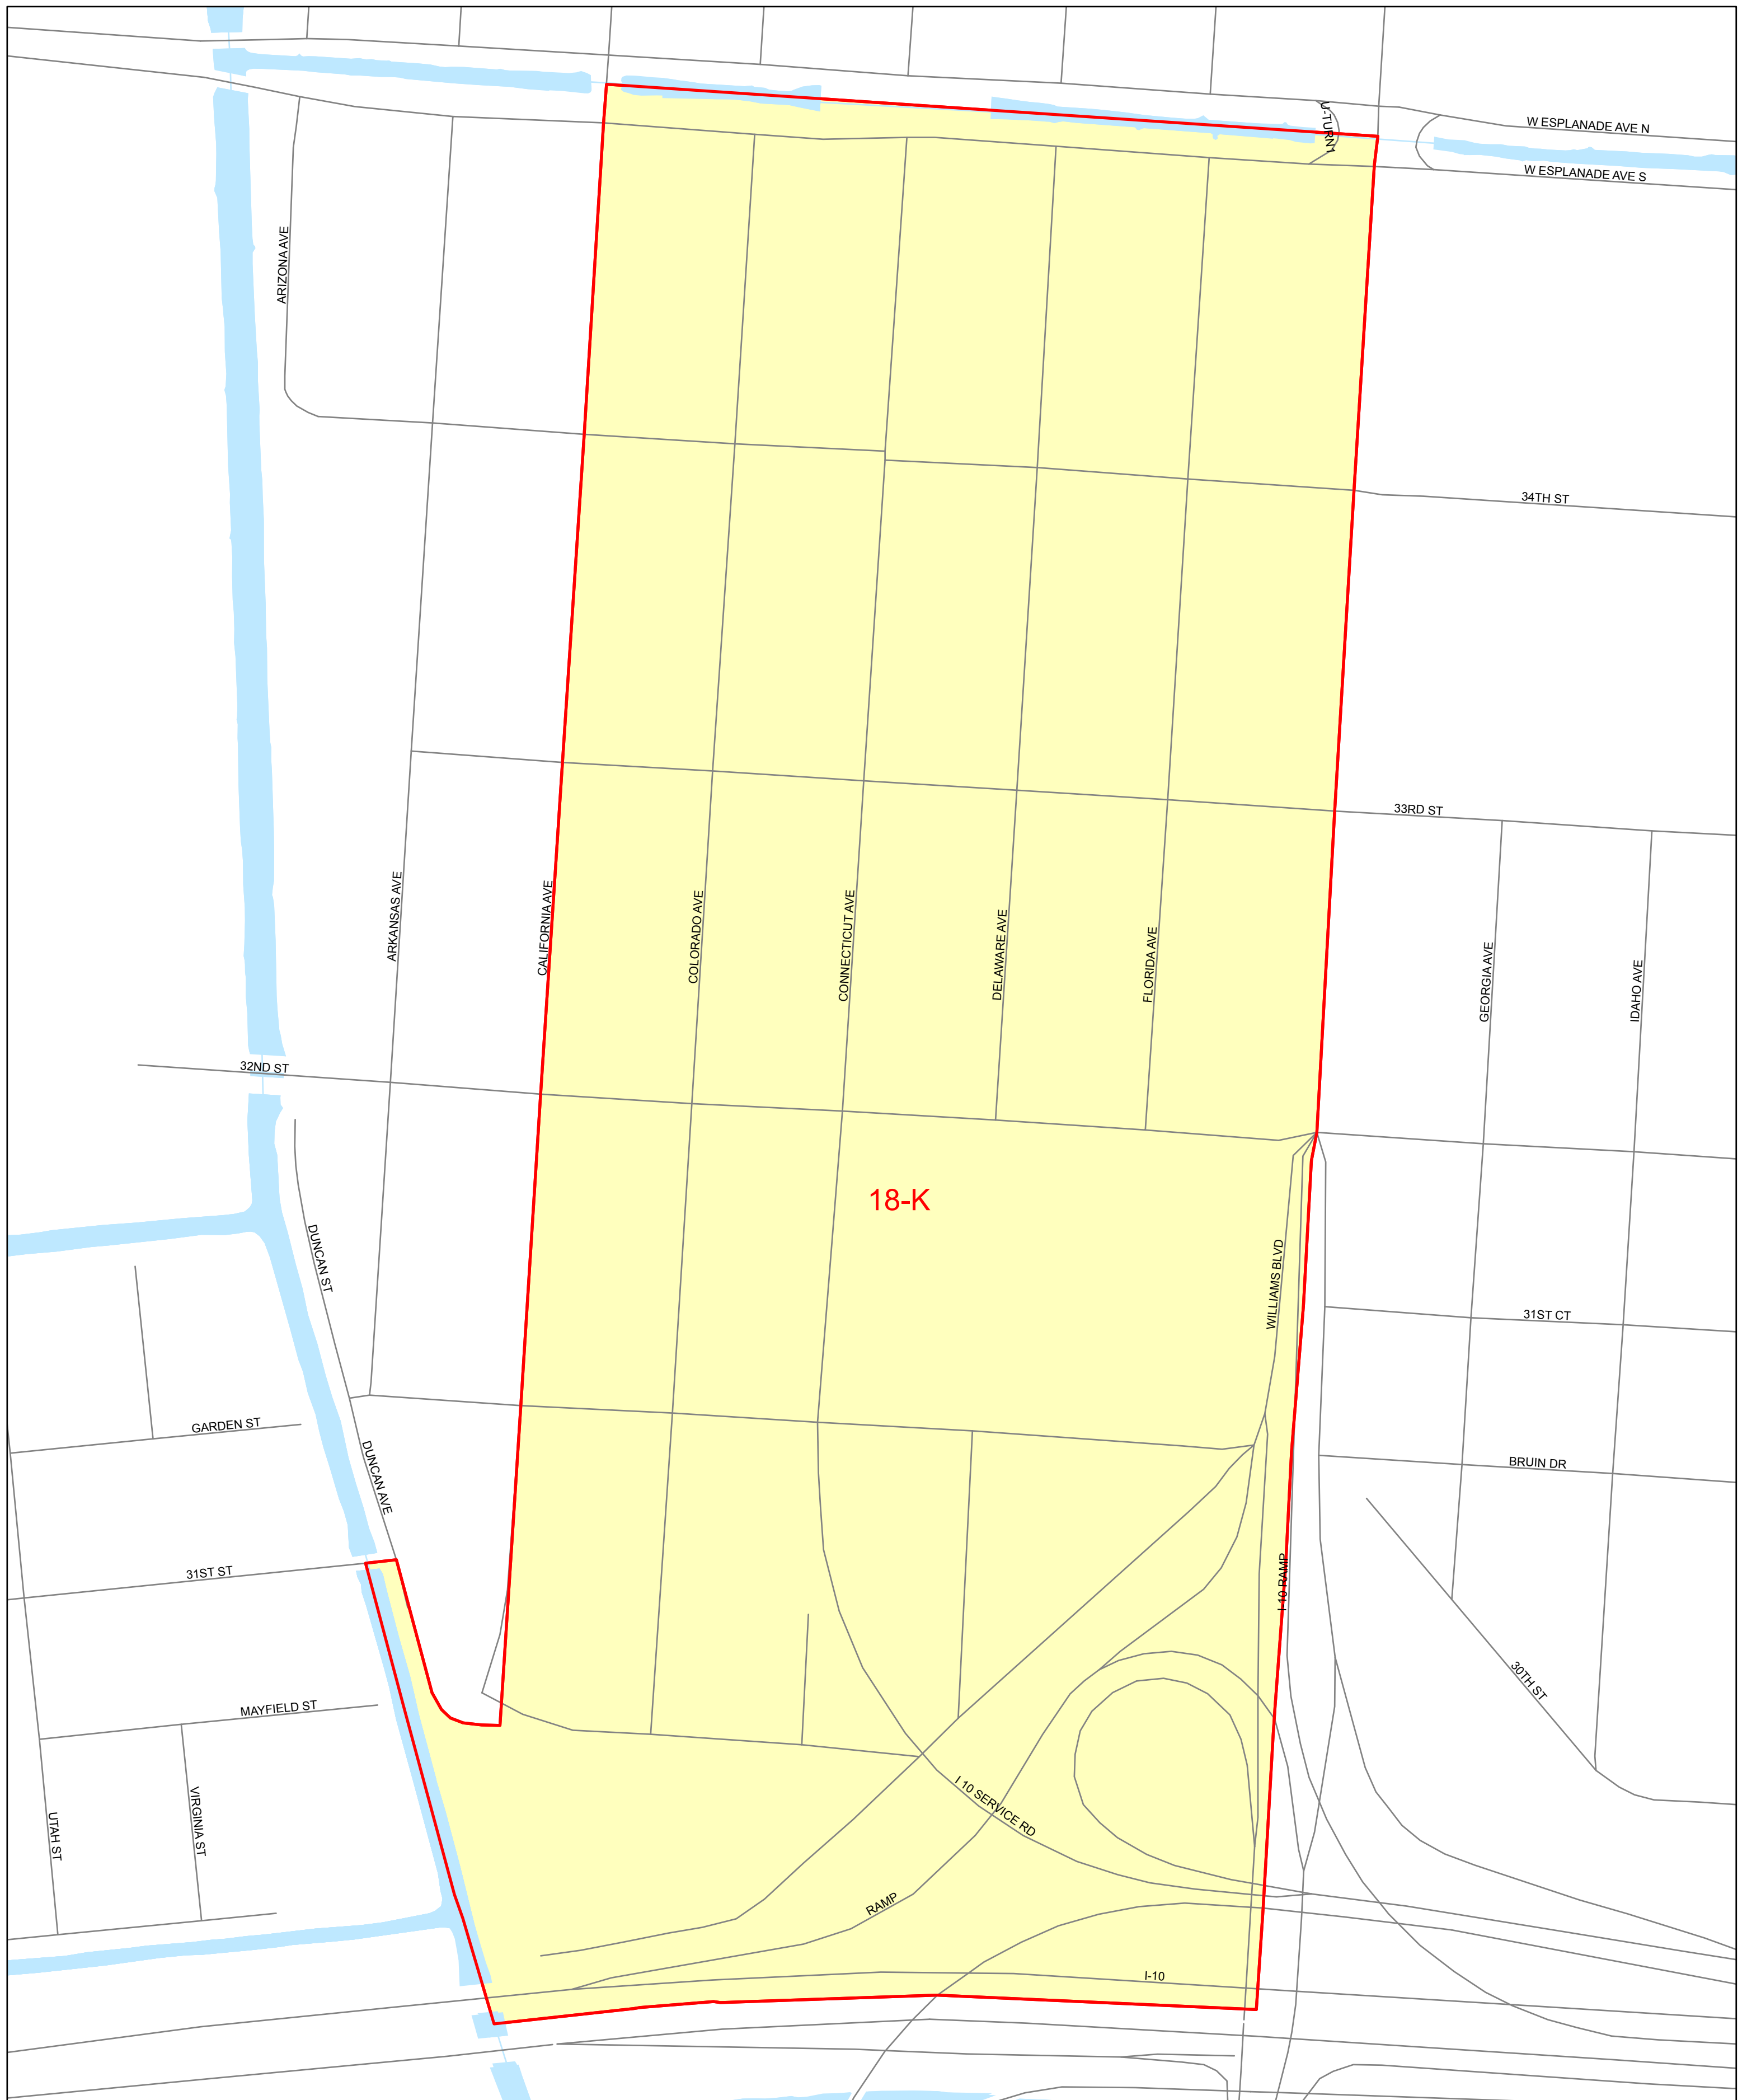 U-TURN1
W ESPLANADE AVE N
W ESPLANADE AVE S
ARIZONA AVE
34TH ST
33RD ST
ARKANSAS AVE
CALIFORNIA AVE
COLORADO AVE
CONNECTICUT AVE
DELAWARE AVE
FLORIDA AVE
GEORGIA AVE
IDAHO AVE
32ND ST
18-K
DUNCAN ST
WILLIAMS BLVD
31ST CT
GARDEN ST
DUNCAN AVE
BRUIN DR
31ST ST
I-10 RAMP
30TH ST
MAYFIELD ST
VIRGINIA ST
UTAH ST
I 10 SERVICE RD
RAMP
I-10